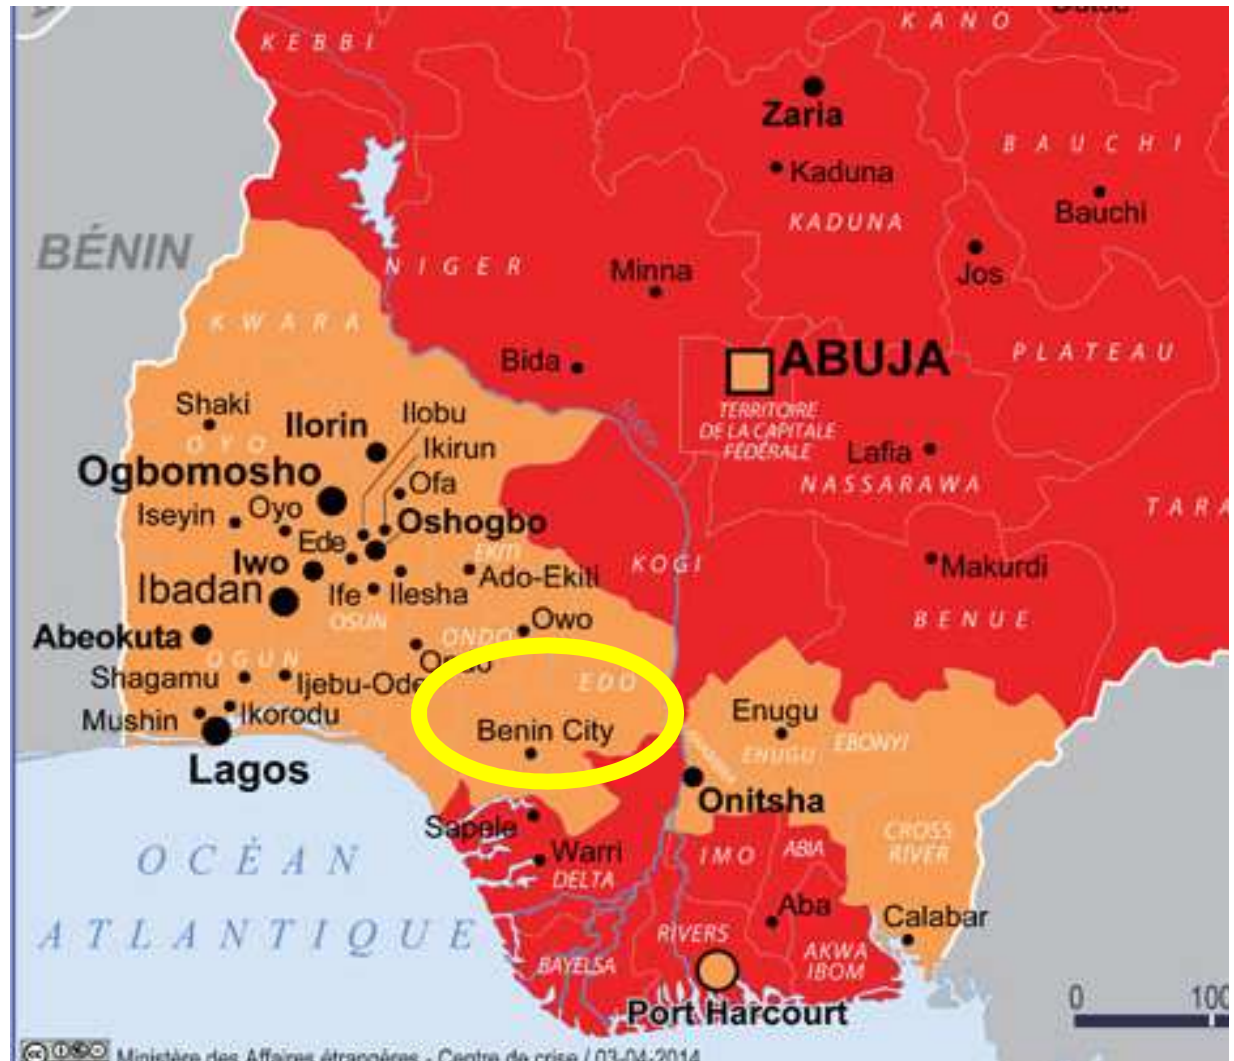 KANO
KEBBI
Zaria
BAUCHI
Kaduna
Bauchi
KADUNA
BÉNIN
NIGER
Minna
Jos
KWARA
Bida
ABUJA
PLATEAU
Shaki
Ilobu
TERRITOIRE
DE LA CAPITALE
FÉDÉRALE
OYO
Ilorin
Ikirun
Lafia
Ogbomosho
Ofa
NASSARAWA
Iseyin
Oyo
Oshogbo
TARA
Ede
EKITI
Iwo
Ado-Ekiti
KOGI
Makurdi
Ibadan
Ife
Ilesha
OSUN
Owo
BENUE
Abeokuta
ONDO
OGUN
Ondo
Shagamu
Ijebu-Ode
EDO
Mushin
Ikorodu
Benin City
Enugu
ENUGU
EBONYI
Lagos
Onitsha
Sapele
CROSS
RIVER
OCÉAN
Warri
IMO
ABIA
DELTA
ATLANTIQUE
Aba
Calabar
RIVERS
BAYELSA
AKWA
IBOM
Port Harcourt
0 100
cc Ministère des Affaires étrangères - Centre de crise / 03-04-2014